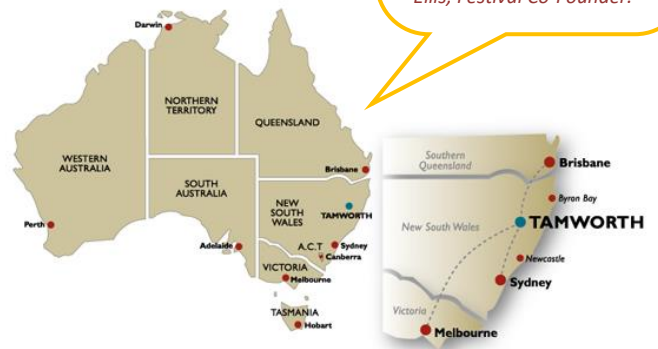 Ellis, Festival Co-Founder.
Darwin
NORTHERN
TERRITORY
QUEENSLAND
WESTERN
AUSTRALIA
SOUTH
AUSTRALIA
Brisbane
NEW
SOUTH
WALES
TAMWORTH
Perth
Adelaide
A.C.T
Sydney
Canberra
VICTORIA
Melbourne
TASMANIA
Hobart
Southern
Queensland
Brisbane
Byron Bay
New South Wales
TAMWORTH
Newcastle
Sydney
Victoria
Melbourne